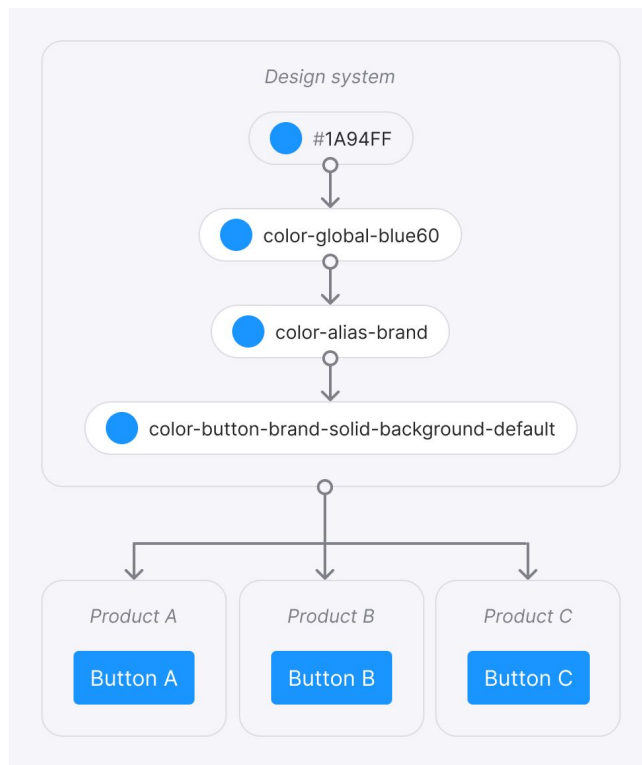 Design system
#1A94FF
color-global-blue60
color-alias-brand
color-button-brand-solid-background-default
Product A
Product B
Product C
Button A
Button B
Button C